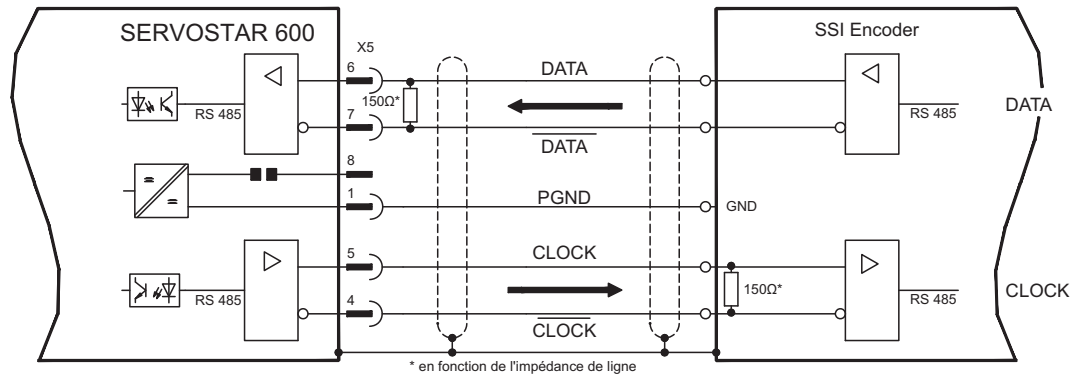 SERVOSTAR 600
X5
SSI Encoder
6
DATA
150Ω*
RS 485
7
DATA
RS 485
DATA
8
1
PGND
GND
5
CLOCK
150Ω*
RS 485
4
CLOCK
RS 485
CLOCK
* en fonction de l'impédance de ligne